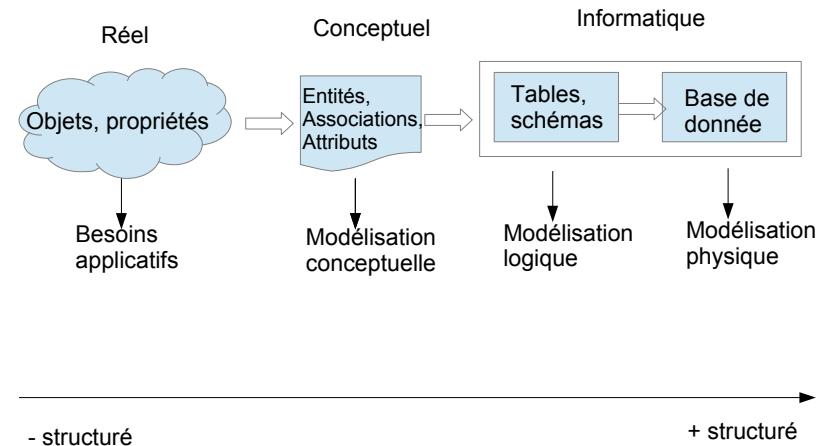 Réel
Conceptuel
Informatique
Objets, propriétés
Entités,
Associations,
Attributs
Tables,
schémas
Base de
donnée
Besoins
applicatifs
Modélisation
conceptuelle
Modélisation
logique
Modélisation
physique
- structuré
+ structuré